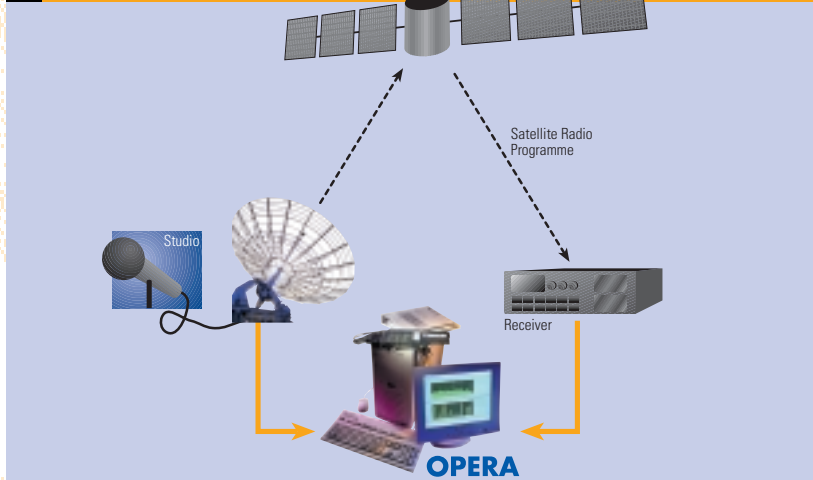 Satellite Radio
Programme
Studio
Receiver
OPERA